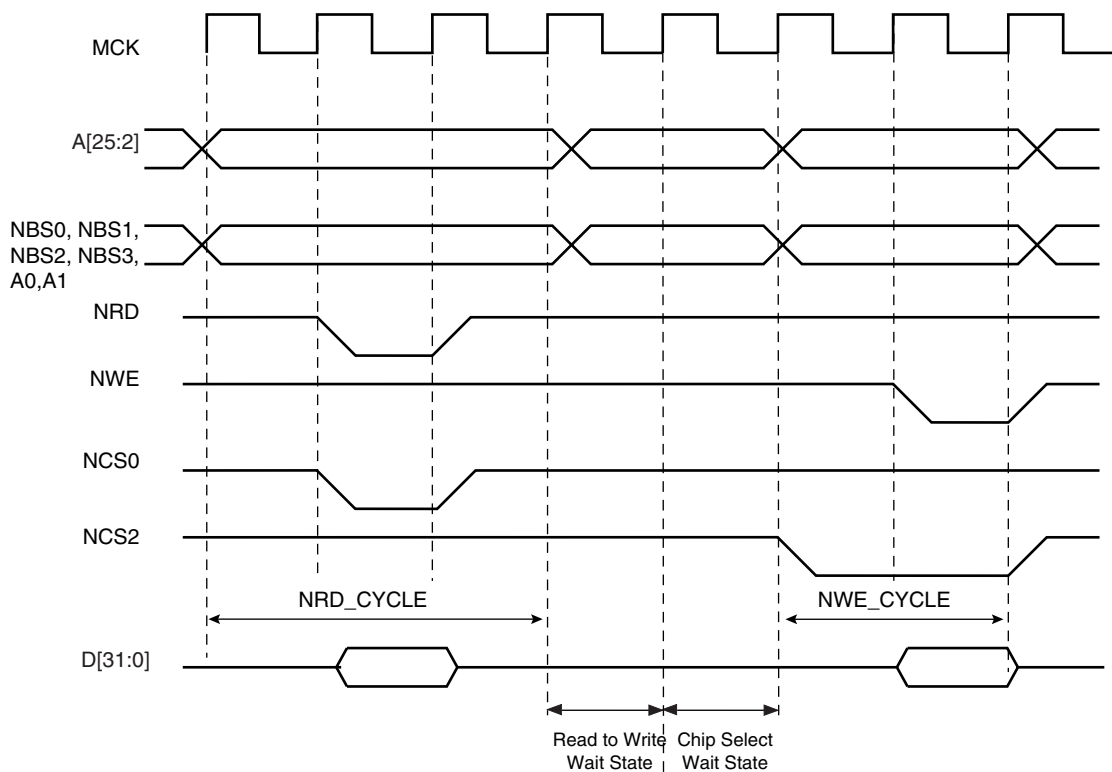 MCK
A[25:2]
NBS0, NBS1,
NBS2, NBS3,
A0,A1
NRD
NWE
NCS0
NCS2
NRD_CYCLE
NWE_CYCLE
D[31:0]
Read to Write
Wait State
Chip Select
Wait State